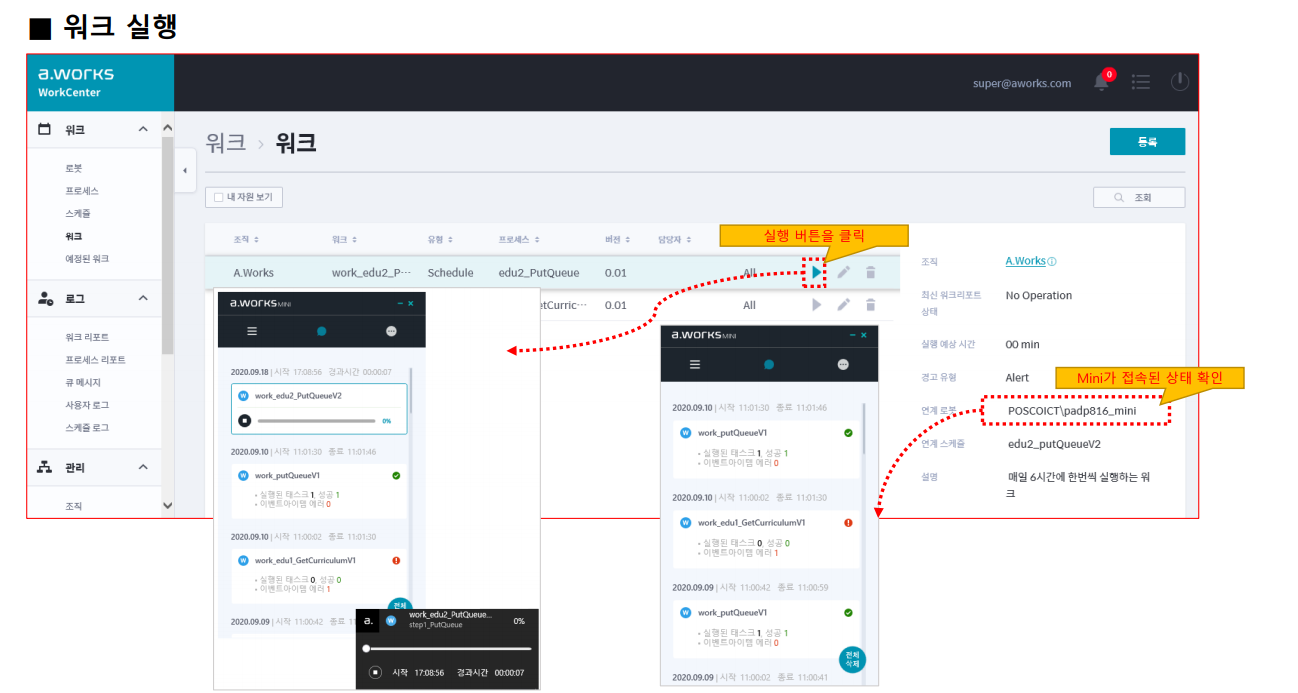 ■ 워크 실행
a.works
WorkCenter
super@aworks.com
0
워크
로봇
프로세스
스케줄
워크
예정된 워크
로그
워크 리포트
프로세스 리포트
큐 메시지
사용자 로그
스케줄 로그
관리
조직
워크 › 워크
등록
내 자원 보기
조회
조직 워크 유형 프로세스 버전 담당자
실행 버튼을 클릭
A.Works work_edu2_P··· Schedule edu2_PutQueue 0.01 All
etCurric··· 0.01 All
조직 A.Works
최신 워크리포트 상태 No Operation
실행 예상 시간 00 min
경고 유형 Alert
Mini가 접속된 상태 확인
연계 로봇 POSCOICT\padp816_mini
연계 스케줄 edu2_putQueueV2
설명 매일 6시간에 한번씩 실행하는 워
크
a.works MINI
2020.09.18 | 시작 17:08:56 경과시간 00:00:07
W work_edu2_PutQueueV2
0%
2020.09.10 | 시작 11:01:30 종료 11:01:46
W work_putQueueV1
• 실행된 태스크 1, 성공 1
• 이벤트아이템 에러 0
2020.09.10 | 시작 11:00:02 종료 11:01:30
W work_edu1_GetCurriculumV1
• 실행된 태스크 0, 성공 0
• 이벤트아이템 에러 1
전체
2020.09.09 | 시작 11:00:42 종료 1
a. W work_edu2_PutQueue... 0%
step1_PutQueue
시작 17:08:56 경과시간 00:00:07
a.works MINI
2020.09.10 | 시작 11:01:30 종료 11:01:46
W work_putQueueV1
• 실행된 태스크 1, 성공 1
• 이벤트아이템 에러 0
2020.09.10 | 시작 11:00:02 종료 11:01:30
W work_edu1_GetCurriculumV1
• 실행된 태스크 0, 성공 0
• 이벤트아이템 에러 1
2020.09.09 | 시작 11:00:42 종료 11:00:59
W work_putQueueV1
• 실행된 태스크 1, 성공 1
• 이벤트아이템 에러 0
전체
삭제
2020.09.09 | 시작 11:00:02 종료 11:00:41